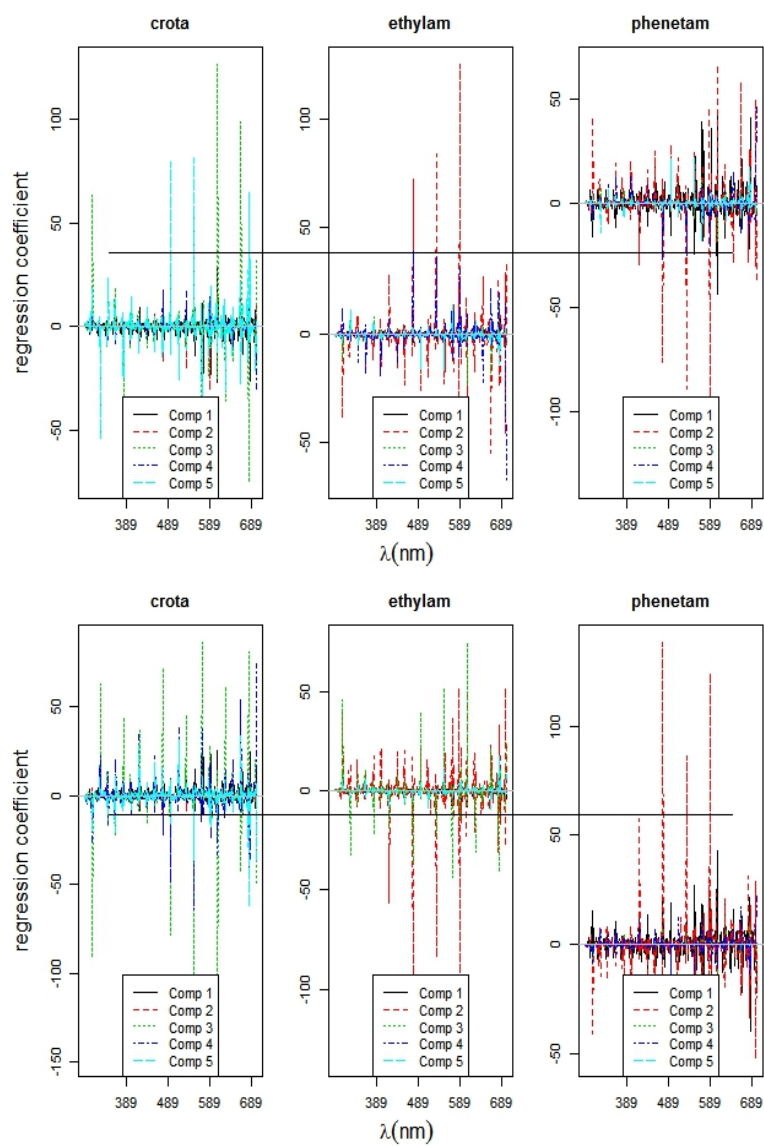 crota
ethylam
phenetam
regression coefficient
100
50
0
-50
Comp 1
Comp 2
Comp 3
Comp 4
Comp 5
389 489 589 689
100
50
0
-50
Comp 1
Comp 2
Comp 3
Comp 4
Comp 5
389 489 589 689
50
0
-50
-100
Comp 1
Comp 2
Comp 3
Comp 4
Comp 5
389 489 589 689
λ(nm)
crota
ethylam
phenetam
regression coefficient
50
0
-50
-100
-150
Comp 1
Comp 2
Comp 3
Comp 4
Comp 5
389 489 589 689
50
0
-50
-100
Comp 1
Comp 2
Comp 3
Comp 4
Comp 5
389 489 589 689
100
50
0
-50
Comp 1
Comp 2
Comp 3
Comp 4
Comp 5
389 489 589 689
λ(nm)